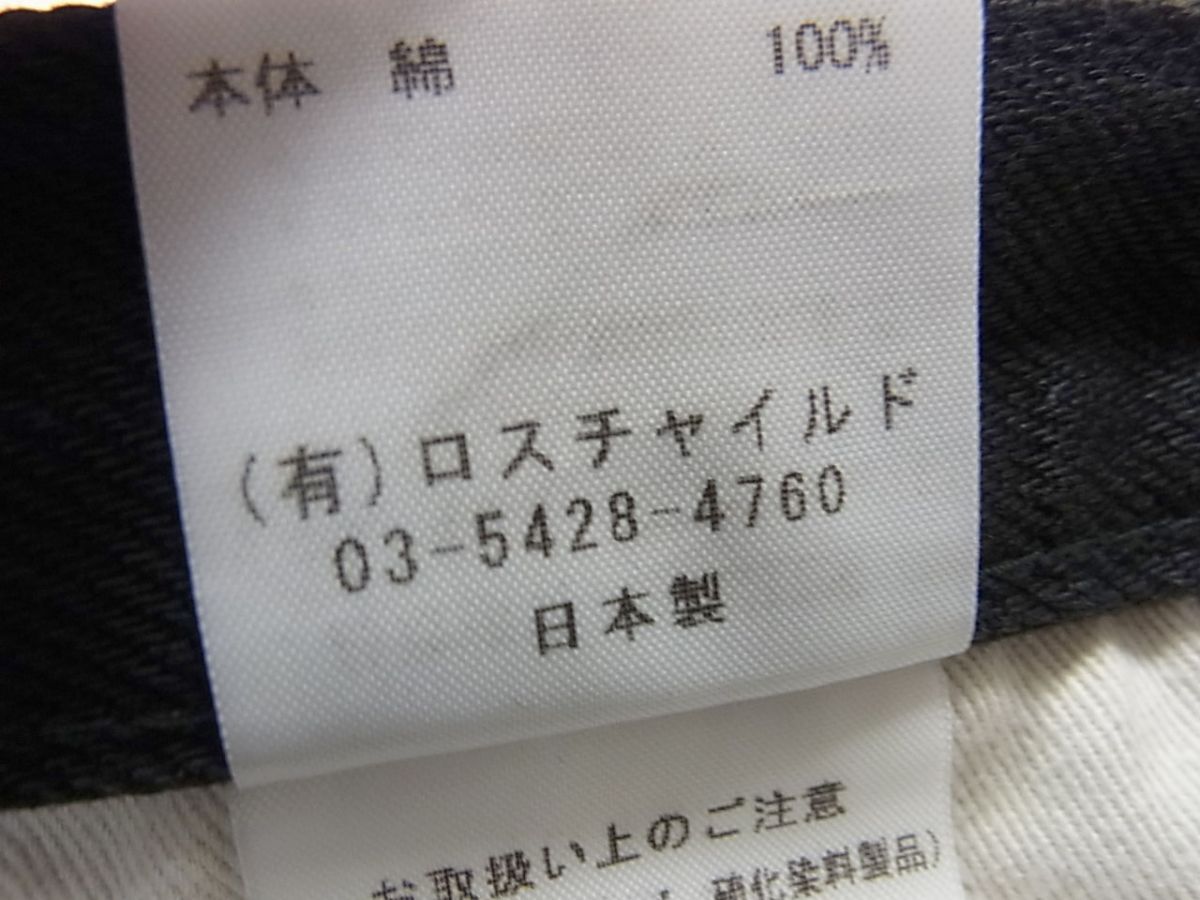 本体　綿　100%
(有)ロスチャイルド
03-5428-4760
日本製
お取扱い上のご注意
硫化染料製品)